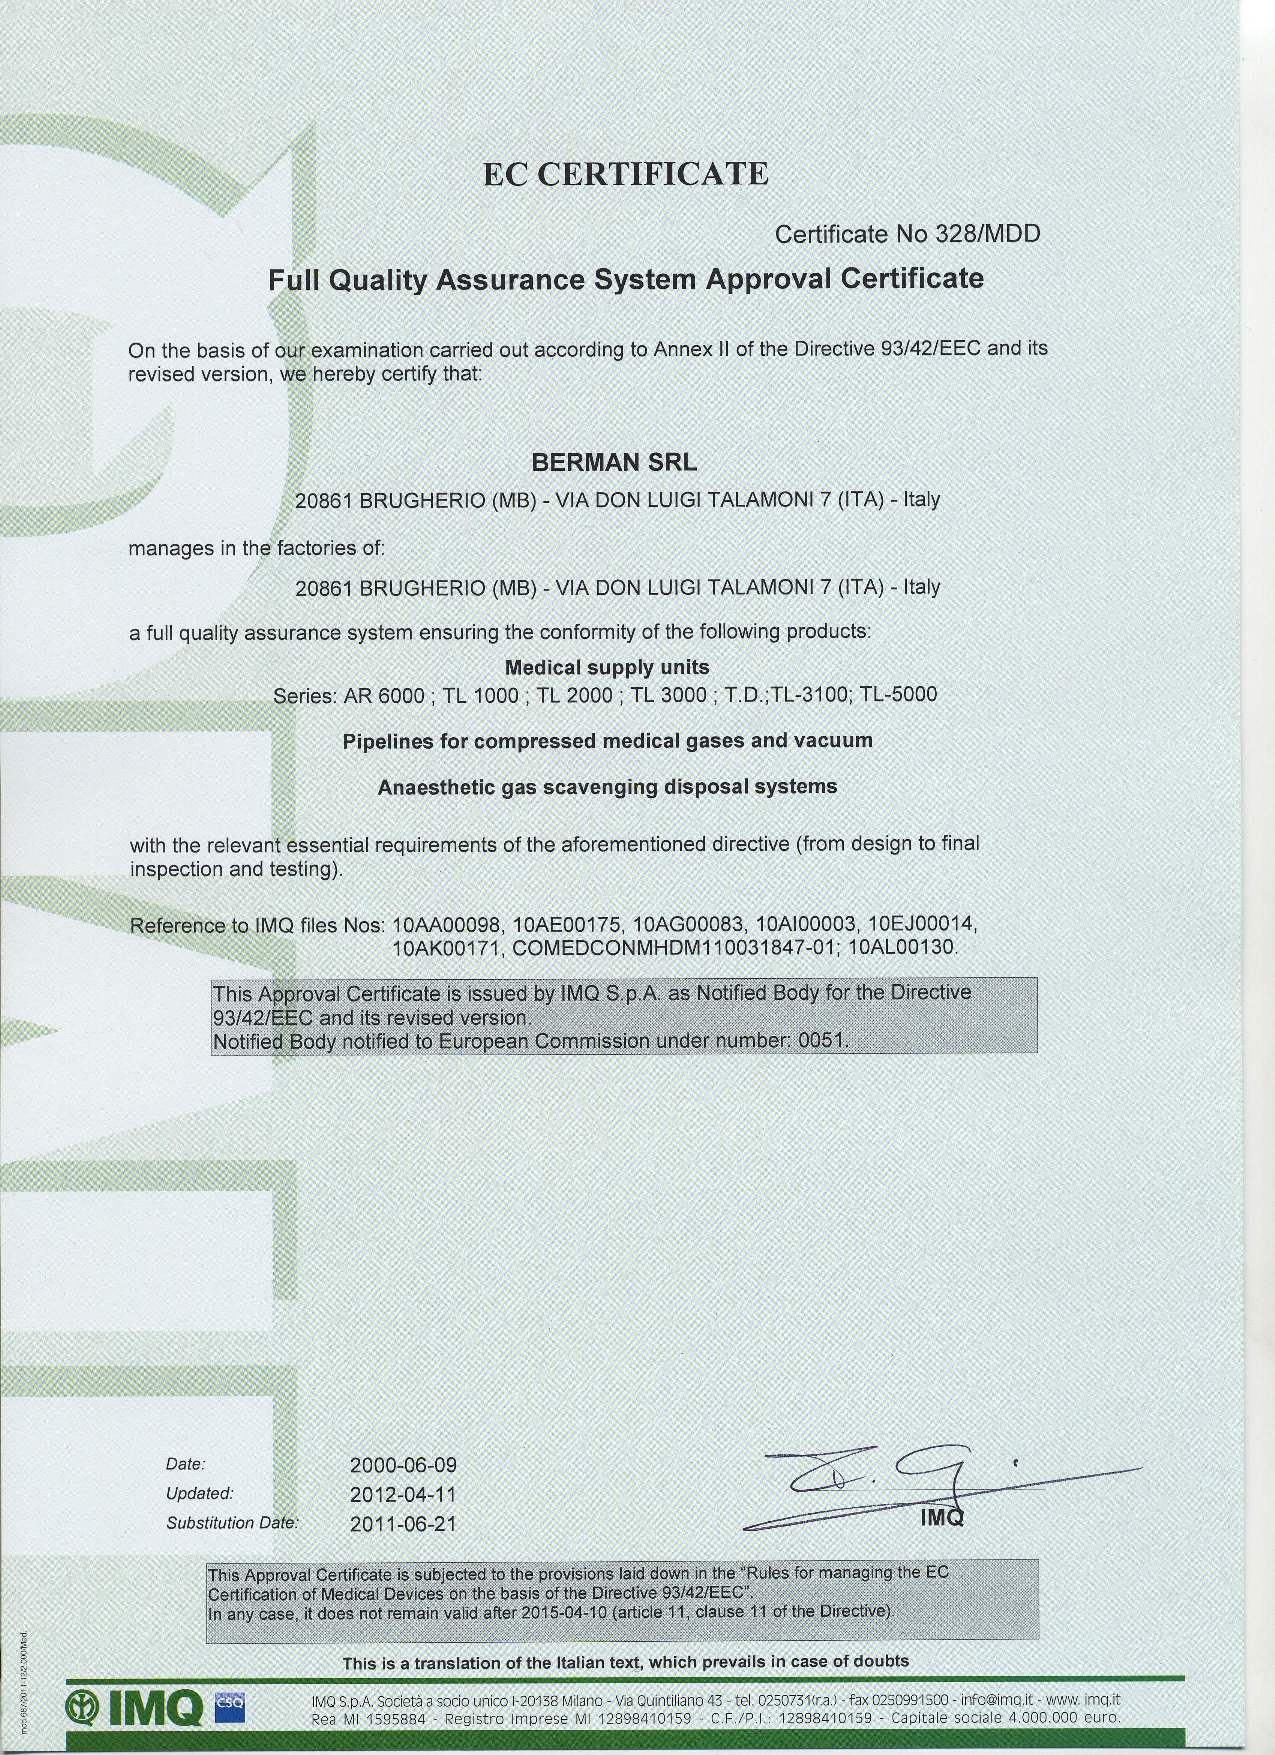 EC CERTIFICATE
Certificate No 328/MDD
Full Quality Assurance System Approval Certificate
On the basis of our examination carried out according to Annex II of the Directive 93/42/EEC and its
revised version, we hereby certify that:
BERMAN SRL
20861 BRUGHERIO (MB) - VIA DON LUIGI TALAMONI 7 (ITA) - Italy
manages in the factories of:
20861 BRUGHERIO (MB) - VIA DON LUIGI TALAMONI 7 (ITA) - Italy
a full quality assurance system ensuring the conformity of the following products:
Medical supply units
Series: AR 6000 ; TL 1000 ; TL 2000 ; TL 3000 ; T.D.;TL-3100; TL-5000
Pipelines for compressed medical gases and vacuum
Anaesthetic gas scavenging disposal systems
with the relevant essential requirements of the aforementioned directive (from design to final
inspection and testing).
Reference to IMQ files Nos: 10AA00098, 10AE00175, 10AG00083, 10AI00003, 10EJ00014,
10AK00171, COMEDCONMHDM110031847-01; 10AL00130.
This Approval Certificate is issued by IMQ S.p.A. as Notified Body for the Directive
93/42/EEC and its revised version.
Notified Body notified to European Commission under number: 0051.
Date: 2000-06-09
Updated: 2012-04-11
Substitution Date: 2011-06-21
IMQ
This Approval Certificate is subjected to the provisions laid down in the "Rules for managing the EC
Certification of Medical Devices on the basis of the Directive 93/42/EEC".
In any case, it does not remain valid after 2015-04-10 (article 11, clause 11 of the Directive).
This is a translation of the Italian text, which prevails in case of doubts
IMQ CSQ
IMQ S.p.A. Società a socio unico I-20138 Milano - Via Quintiliano 43 - tel. 0250731(r.a.) - fax 0250991500 - info@imq.it - www. imq.it
Rea MI 1595884 - Registro Imprese MI 12898410159 - C.F./P.I.: 12898410159 - Capitale sociale 4.000.000 euro.